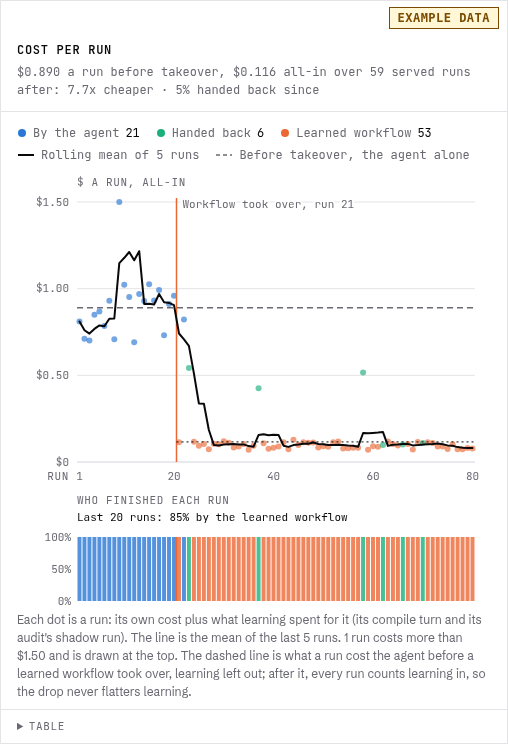 EXAMPLE DATA
COST PER RUN
$0.890 a run before takeover, $0.116 all-in over 59 served runs
after: 7.7x cheaper · 5% handed back since
By the agent 21 Handed back 6 Learned workflow 53
Rolling mean of 5 runs Before takeover, the agent alone
$ A RUN, ALL-IN
$1.50
Workflow took over, run 21
$1.00
$0.50
$0
RUN 1 20 40 60 80
WHO FINISHED EACH RUN
Last 20 runs: 85% by the learned workflow
100%
50%
0%
Each dot is a run: its own cost plus what learning spent for it (its compile turn and its
audit's shadow run). The line is the mean of the last 5 runs. 1 run costs more than
$1.50 and is drawn at the top. The dashed line is what a run cost the agent before a
learned workflow took over, learning left out; after it, every run counts learning in, so
the drop never flatters learning.
TABLE